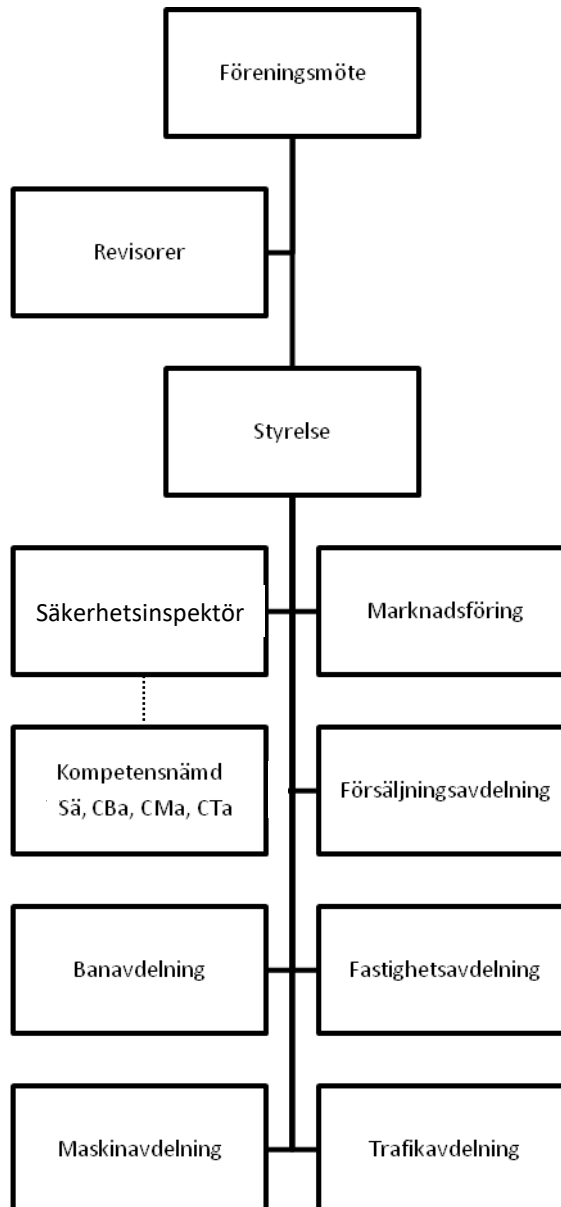 Föreningsmöte
Revisorer
Styrelse
Säkerhetsinspektör
Marknadsföring
Kompetensnämd
Sä, CBa, CMa, CTa
Försäljningsavdelning
Banavdelning
Fastighetsavdelning
Maskinavdelning
Trafikavdelning